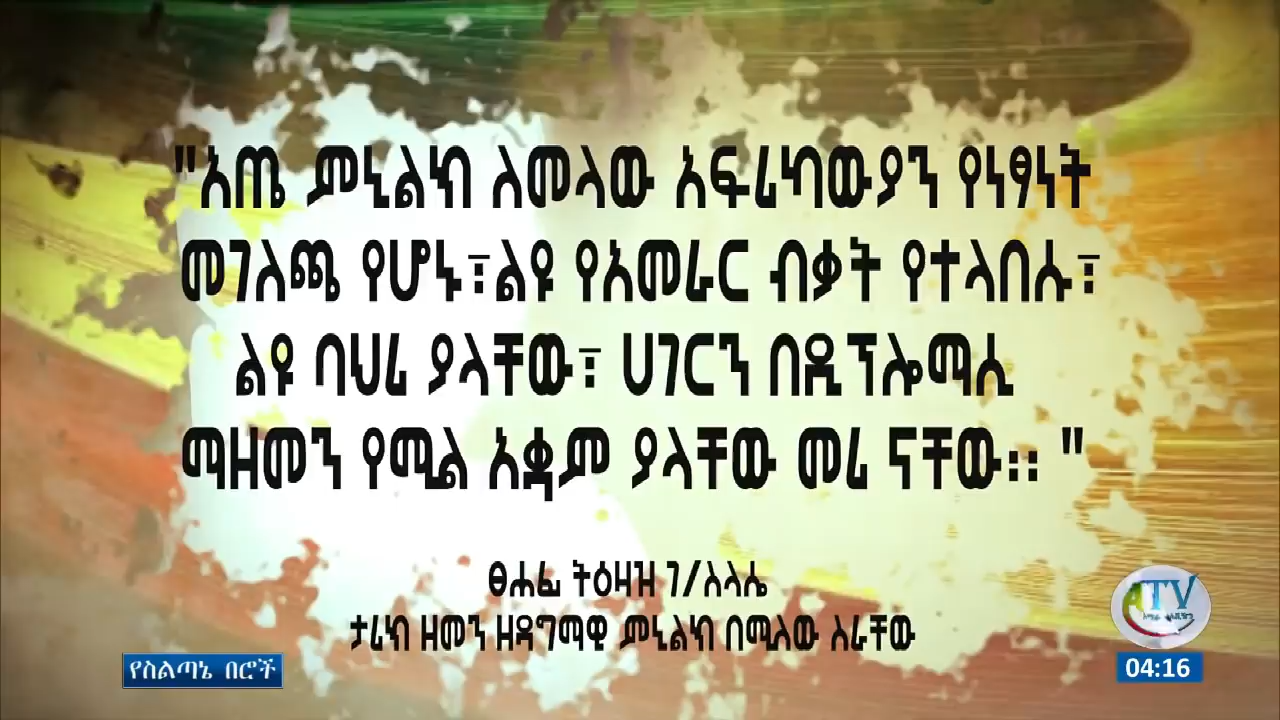 "አጤ ምኒልክ ለመላው አፍሪካውያን የነፃነት
መገለጫ የሆኑ፣ልዩ የአመራር ብቃት የተላበሱ፣
ልዩ ባህሪ ያላቸው፣ ሀገርን በዲፕሎማሲ
ማዘመን የሚል አቋም ያላቸው መሪ ናቸው፡፡ "
ፀሐፊ ትዕዛዝ ገ/ስላሴ
ታሪክ ዘመን ዘዳግማዊ ምኒልክ በሚለው ስራቸው
የስልጣኔ በሮች
TV
04:16